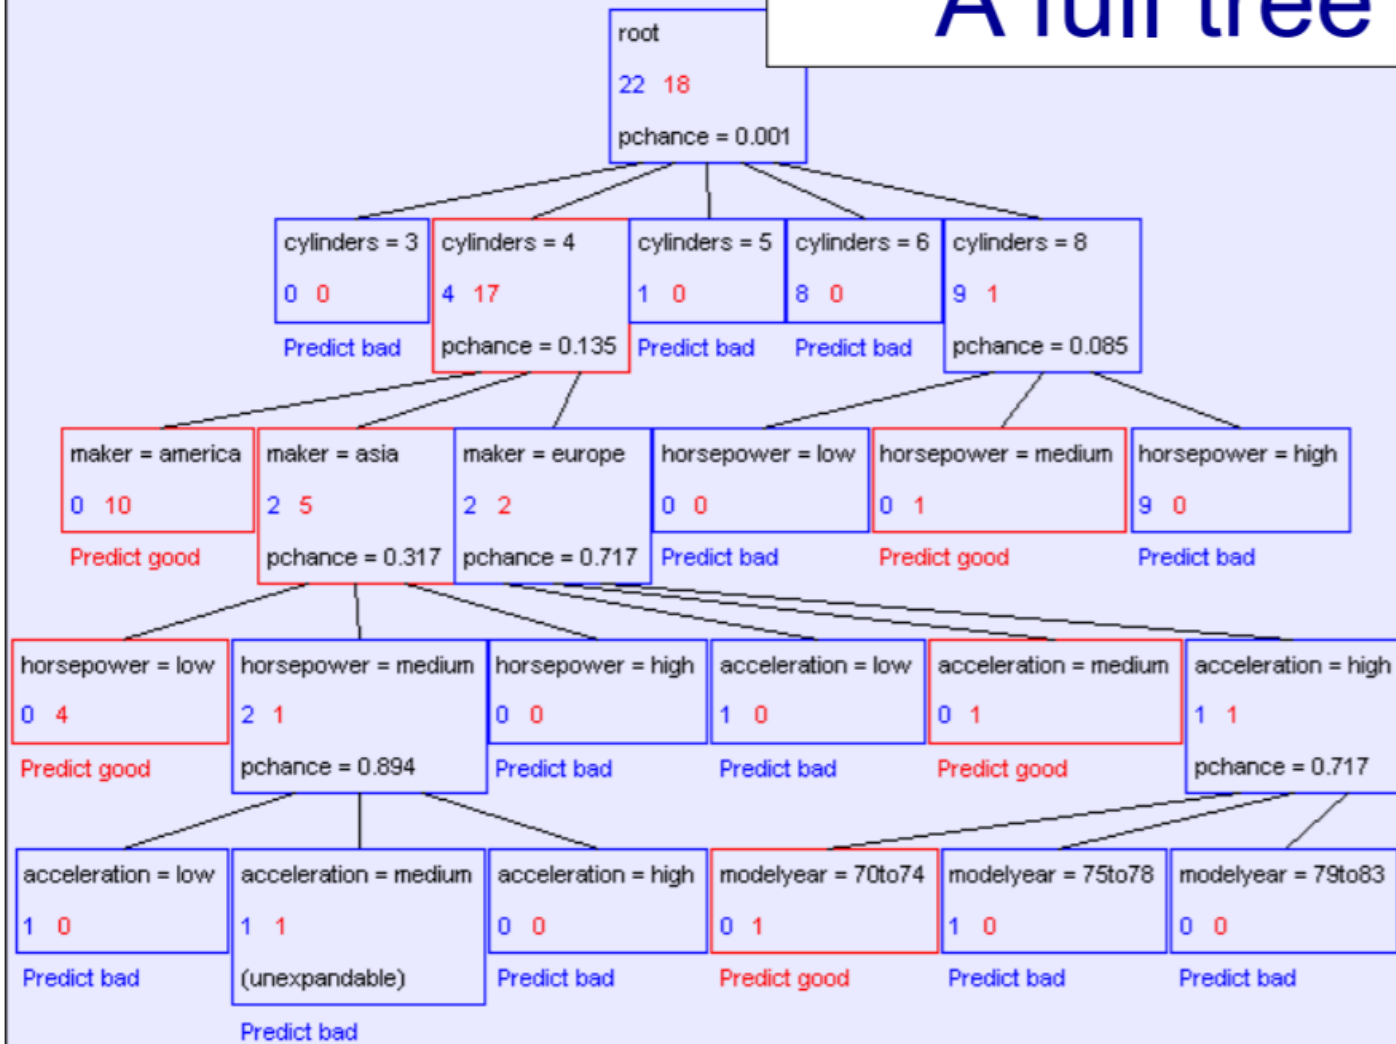 A full tree
root
22 18
pchance = 0.001
cylinders = 3 cylinders = 4 cylinders = 5 cylinders = 6 cylinders = 8
0 0 4 17 1 0 8 0 9 1
Predict bad pchance = 0.135 Predict bad Predict bad pchance = 0.085
maker = america maker = asia maker = europe horsepower = low horsepower = medium horsepower = high
0 10 2 5 2 2 0 0 0 1 9 0
Predict good pchance = 0.317 pchance = 0.717 Predict bad Predict good Predict bad
horsepower = low horsepower = medium horsepower = high acceleration = low acceleration = medium acceleration = high
0 4 2 1 0 0 1 0 0 1 1 1
Predict good pchance = 0.894 Predict bad Predict bad Predict good pchance = 0.717
acceleration = low acceleration = medium acceleration = high modelyear = 70to74 modelyear = 75to78 modelyear = 79to83
1 0 1 1 0 0 0 1 1 0 0 0
Predict bad (unexpandable) Predict bad Predict good Predict bad Predict bad
Predict bad